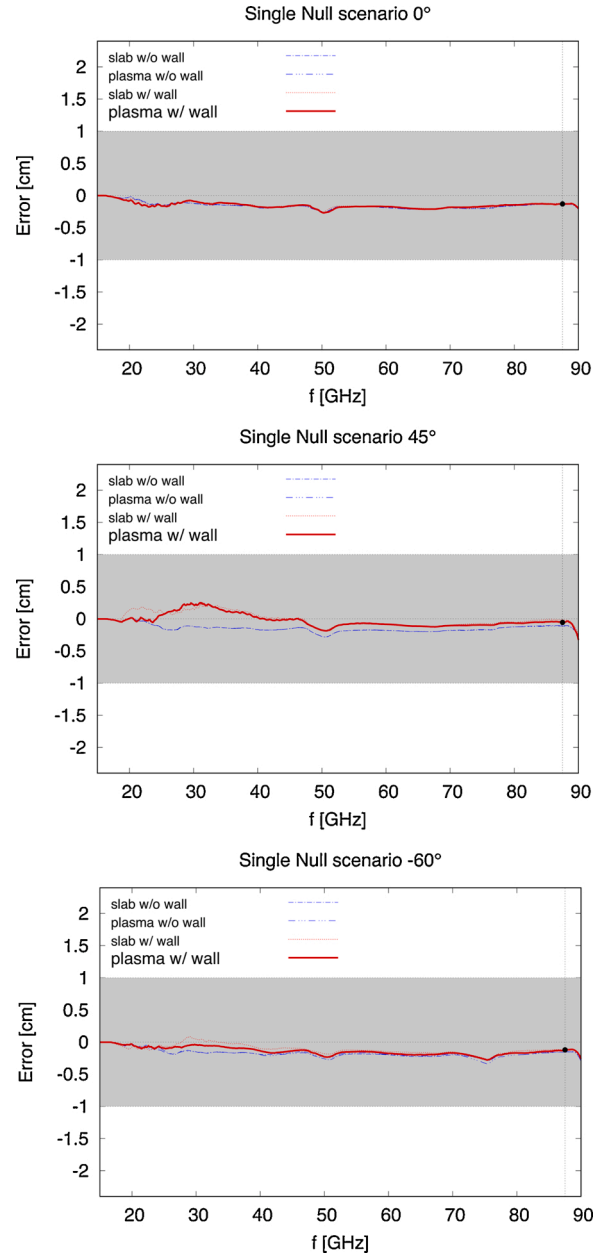 Single Null scenario 0°
slab w/o wall
plasma w/o wall
slab w/ wall
plasma w/ wall
2
1.5
1
0.5
0
-0.5
-1
-1.5
-2
Error [cm]
20 30 40 50 60 70 80 90
f [GHz]
Single Null scenario 45°
slab w/o wall
plasma w/o wall
slab w/ wall
plasma w/ wall
2
1.5
1
0.5
0
-0.5
-1
-1.5
-2
Error [cm]
20 30 40 50 60 70 80 90
f [GHz]
Single Null scenario -60°
slab w/o wall
plasma w/o wall
slab w/ wall
plasma w/ wall
2
1.5
1
0.5
0
-0.5
-1
-1.5
-2
Error [cm]
20 30 40 50 60 70 80 90
f [GHz]